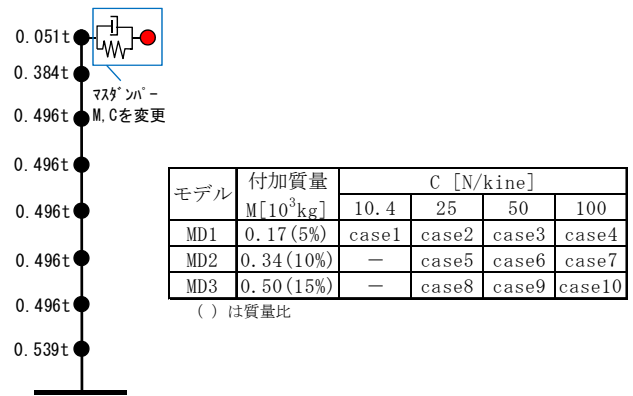 0.051t
0.384t
ﾏｽﾀﾞﾝﾊﾟｰ
M,Cを変更
0.496t
0.496t
0.496t
0.496t
0.496t
0.539t
モデル 付加質量 M[10³kg] C [N/kine]
10.4 25 50 100
MD1 0.17(5%) case1 case2 case3 case4
MD2 0.34(10%) － case5 case6 case7
MD3 0.50(15%) － case8 case9 case10
( ) は質量比